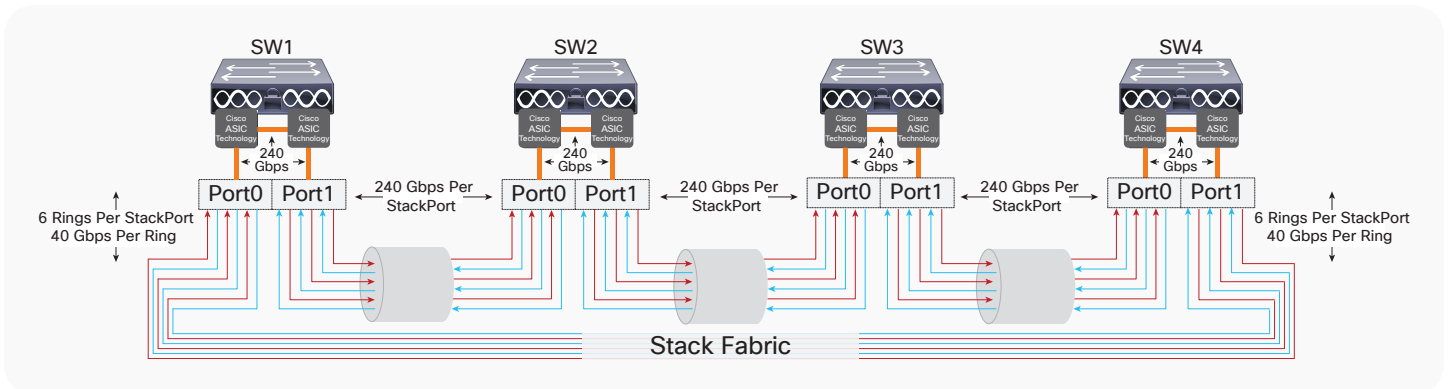 SW1
SW2
SW3
SW4
Cisco
ASIC
Technology
Cisco
ASIC
Technology
Cisco
ASIC
Technology
Cisco
ASIC
Technology
Cisco
ASIC
Technology
Cisco
ASIC
Technology
Cisco
ASIC
Technology
Cisco
ASIC
Technology
240
Gbps
240
Gbps
240
Gbps
240
Gbps
Port0
Port1
240 Gbps Per
StackPort
Port0
Port1
240 Gbps Per
StackPort
Port0
Port1
240 Gbps Per
StackPort
Port0
Port1
6 Rings Per StackPort
40 Gbps Per Ring
6 Rings Per StackPort
40 Gbps Per Ring
Stack Fabric